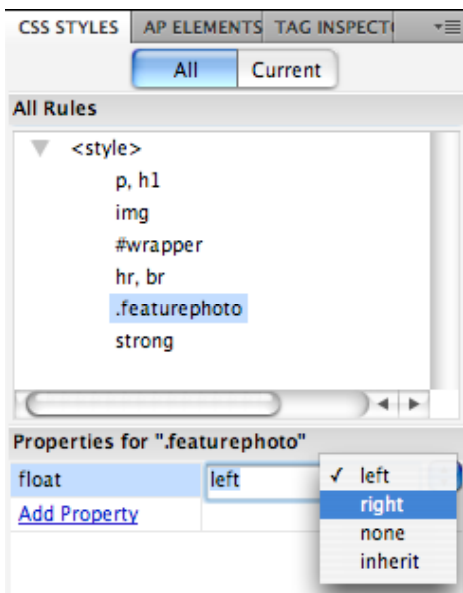 CSS STYLES AP ELEMENTS TAG INSPECT
All Current
All Rules
<style>
p, h1
img
#wrapper
hr, br
.featurephoto
strong
Properties for ".featurephoto"
float left ✓ left
Add Property right
none
inherit